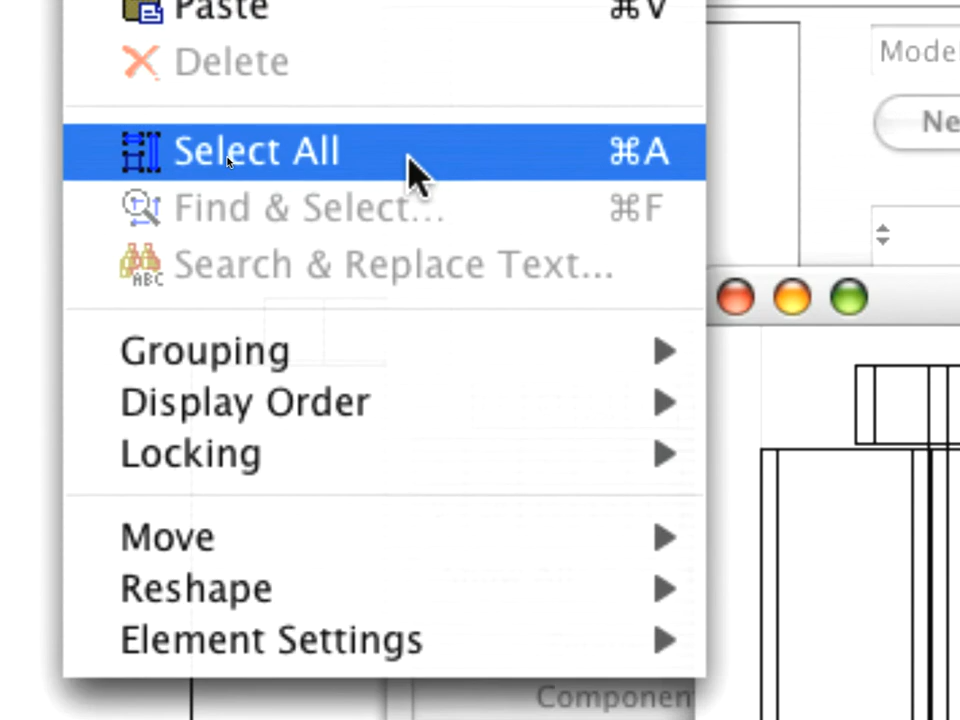 Paste ⌘V
Delete
Select All ⌘A
Find & Select... ⌘F
Search & Replace Text...
ABC
Grouping
Display Order
Locking
Move
Reshape
Element Settings
Mode
Ne
Componen